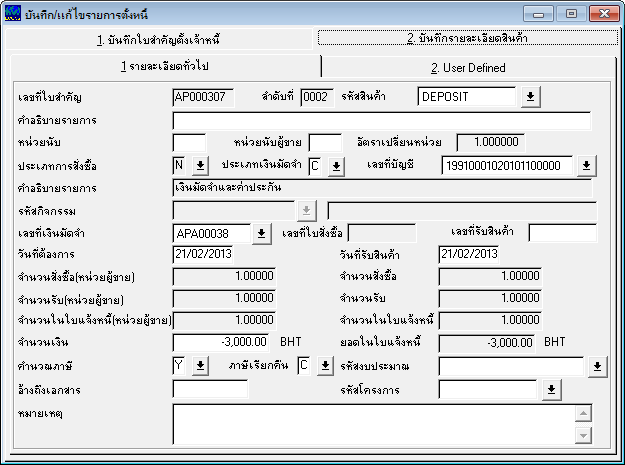 บันทึก/แก้ไขรายการตั้งหนี้
1. บันทึกใบสำคัญตั้งเจ้าหนี้ 2. บันทึกรายละเอียดสินค้า
1 รายละเอียดทั่วไป 2. User Defined
เลขที่ใบสำคัญ AP000307 ลำดับที่ 0002 รหัสสินค้า DEPOSIT
คำอธิบายรายการ
หน่วยนับ หน่วยนับผู้ขาย อัตราเปลี่ยนหน่วย 1.000000
ประเภทการสั่งซื้อ N ประเภทเงินมัดจำ C เลขที่บัญชี 19910001020101100000
คำอธิบายรายการ เงินมัดจำและค่าประกัน
รหัสกิจกรรม
เลขที่เงินมัดจำ APA00038 เลขที่ใบสั่งซื้อ เลขที่รับสินค้า
วันที่ต้องการ 21/02/2013 วันที่รับสินค้า 21/02/2013
จำนวนสั่งซื้อ(หน่วยผู้ขาย) 1.00000 จำนวนสั่งซื้อ 1.00000
จำนวนรับ(หน่วยผู้ขาย) 1.00000 จำนวนรับ 1.00000
จำนวนในใบแจ้งหนี้(หน่วยผู้ขาย) 1.00000 จำนวนในใบแจ้งหนี้ 1.00000
จำนวนเงิน -3,000.00 BHT ยอดในใบแจ้งหนี้ -3,000.00 BHT
คำนวณภาษี Y ภาษีเรียกคืน C รหัสงบประมาณ
อ้างถึงเอกสาร รหัสโครงการ
หมายเหตุ